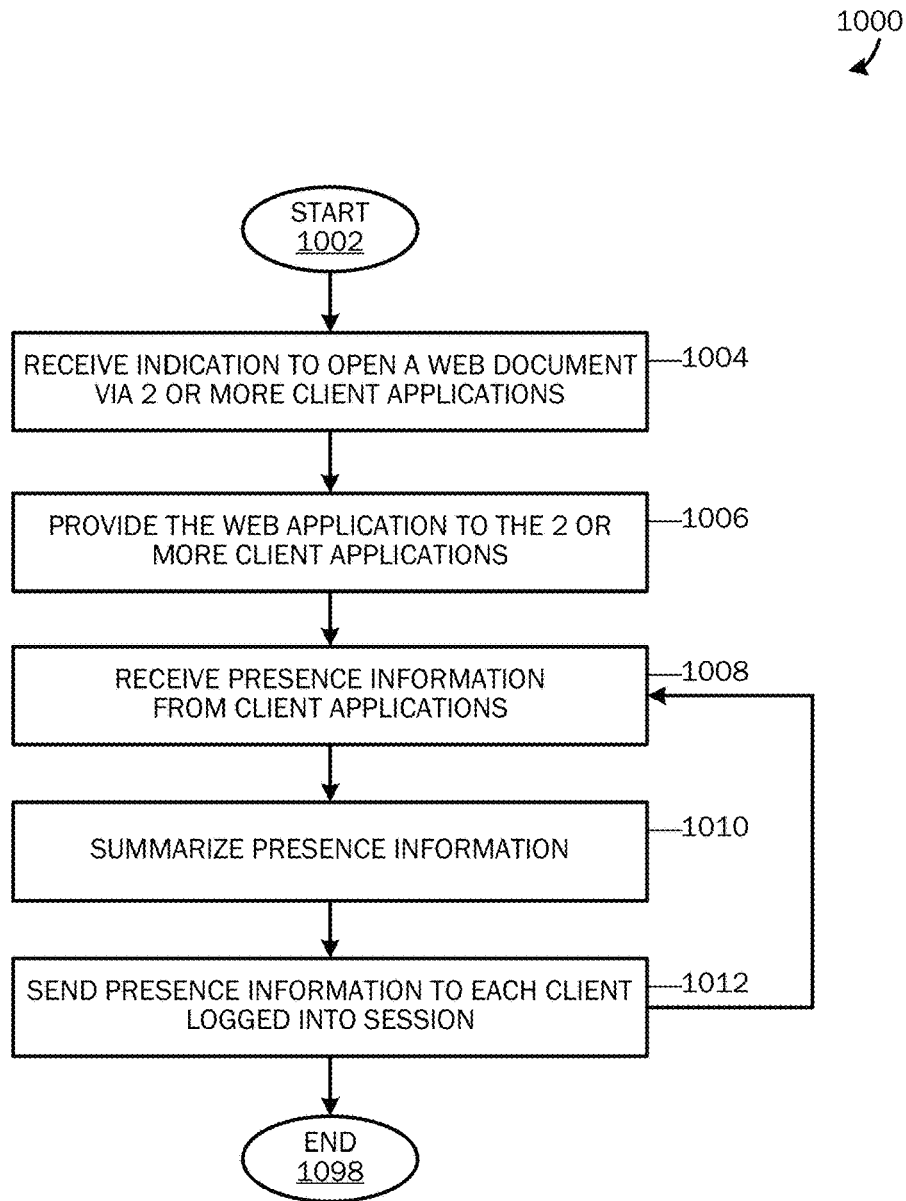 1000
START
1002
RECEIVE INDICATION TO OPEN A WEB DOCUMENT
VIA 2 OR MORE CLIENT APPLICATIONS
1004
PROVIDE THE WEB APPLICATION TO THE 2 OR
MORE CLIENT APPLICATIONS
1006
RECEIVE PRESENCE INFORMATION
FROM CLIENT APPLICATIONS
1008
SUMMARIZE PRESENCE INFORMATION
1010
SEND PRESENCE INFORMATION TO EACH CLIENT
LOGGED INTO SESSION
1012
END
1098